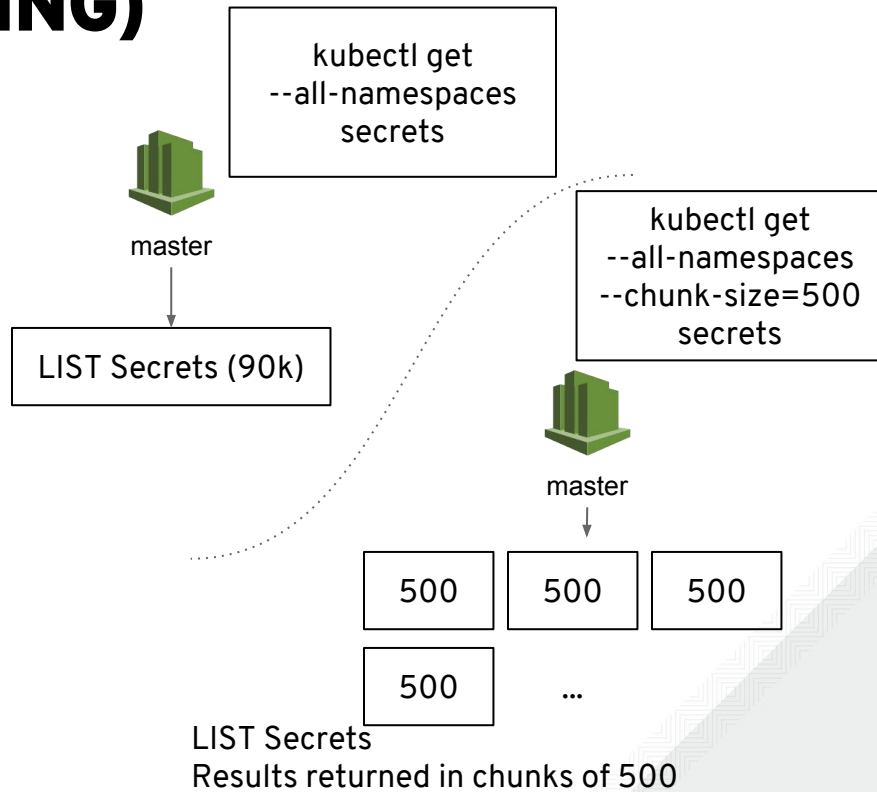 ING)
kubectl get
--all-namespaces
secrets
master
LIST Secrets (90k)
kubectl get
--all-namespaces
--chunk-size=500
secrets
master
500 500 500
500 ...
LIST Secrets
Results returned in chunks of 500